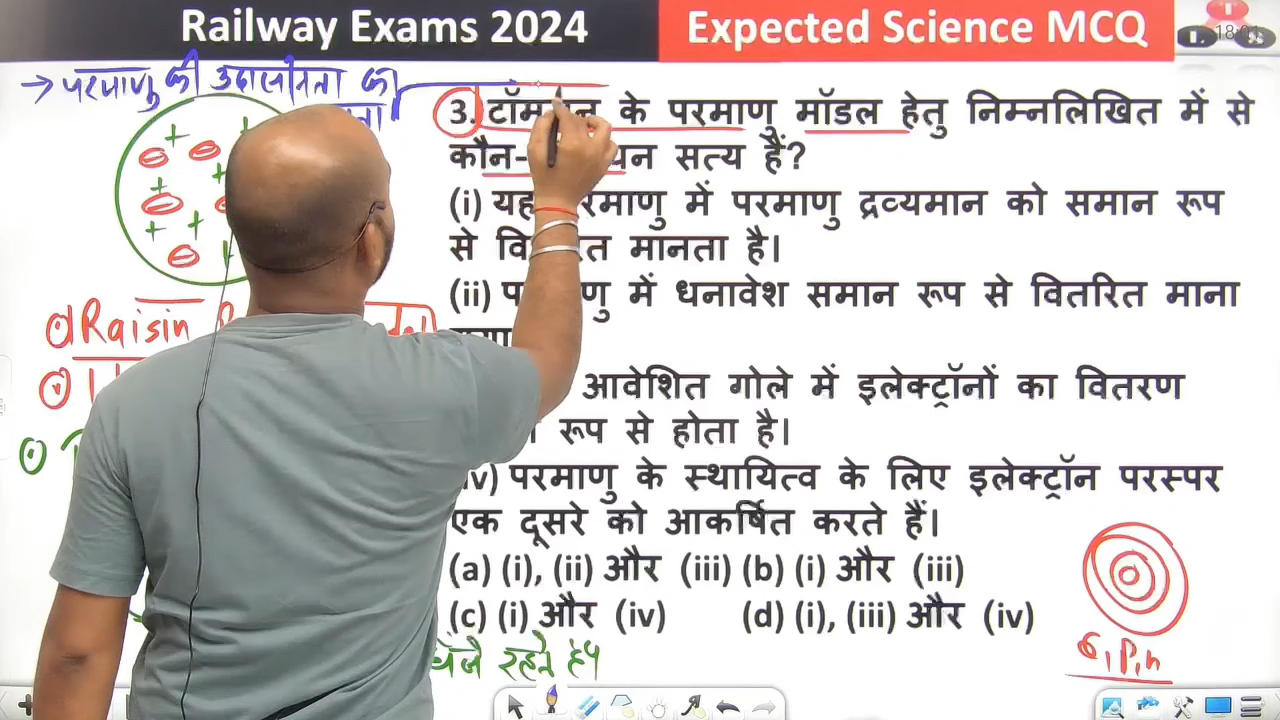 Railway Exams 2024
Expected Science MCQ
18:01
→ परमाणु की उदासीनता की
3. के परमाणु मॉडल हेतु निम्नलिखित में से
कौन- सत्य हैं?
(i) में परमाणु द्रव्यमान को समान रूप
से मानता है।
(ii) में धनावेश समान रूप से वितरित माना
आवेशित गोले में इलेक्ट्रॉनों का वितरण
रूप से होता है।
परमाणु के स्थायित्व के लिए इलेक्ट्रॉन परस्पर
एक दूसरे को आकर्षित करते हैं।
(a) (i), (ii) और (iii) (b) (i) और (iii)
(c) (i) और (iv) (d) (i), (iii) और (iv)
Raisin
रहते है
e, p, n